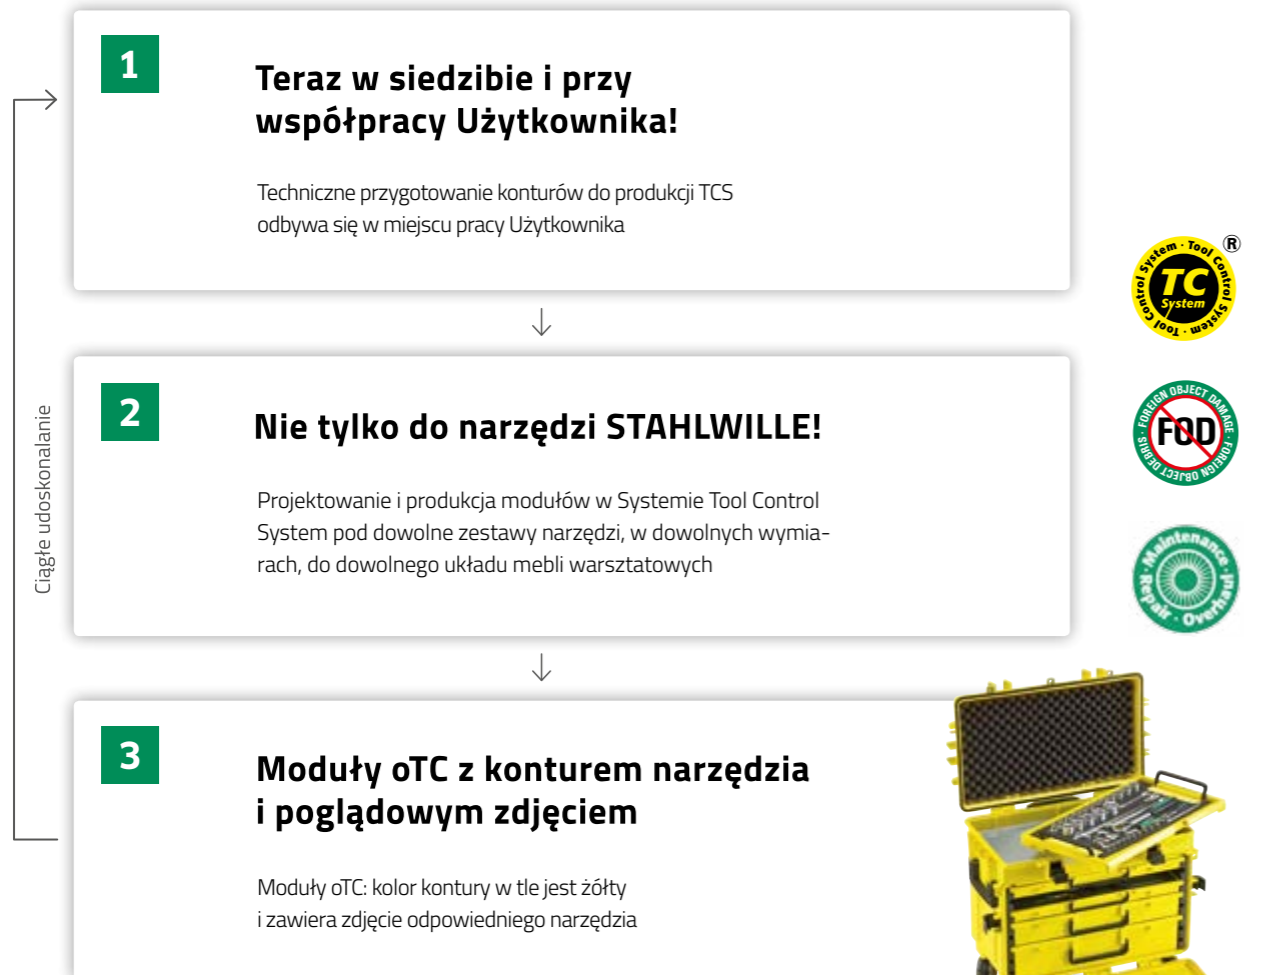 1
Teraz w siedzibie i przy
współpracy Użytkownika!
Techniczne przygotowanie konturów do produkcji TCS
odbywa się w miejscu pracy Użytkownika
2
Nie tylko do narzędzi STAHLWILLE!
Projektowanie i produkcja modułów w Systemie Tool Control
System pod dowolne zestawy narzędzi, w dowolnych wymia-
rach, do dowolnego układu mebli warsztatowych
3
Moduły oTC z konturem narzędzia
i poglądowym zdjęciem
Moduły oTC: kolor kontury w tle jest żółty
i zawiera zdjęcie odpowiedniego narzędzia
Ciągłe udoskonalanie
Tool Control System · Tool Control System ·
TC
System
®
FOREIGN OBJECT DAMAGE · FOREIGN OBJECT DEBRIS ·
FOD
Maintenance · Repair · Overhaul ·